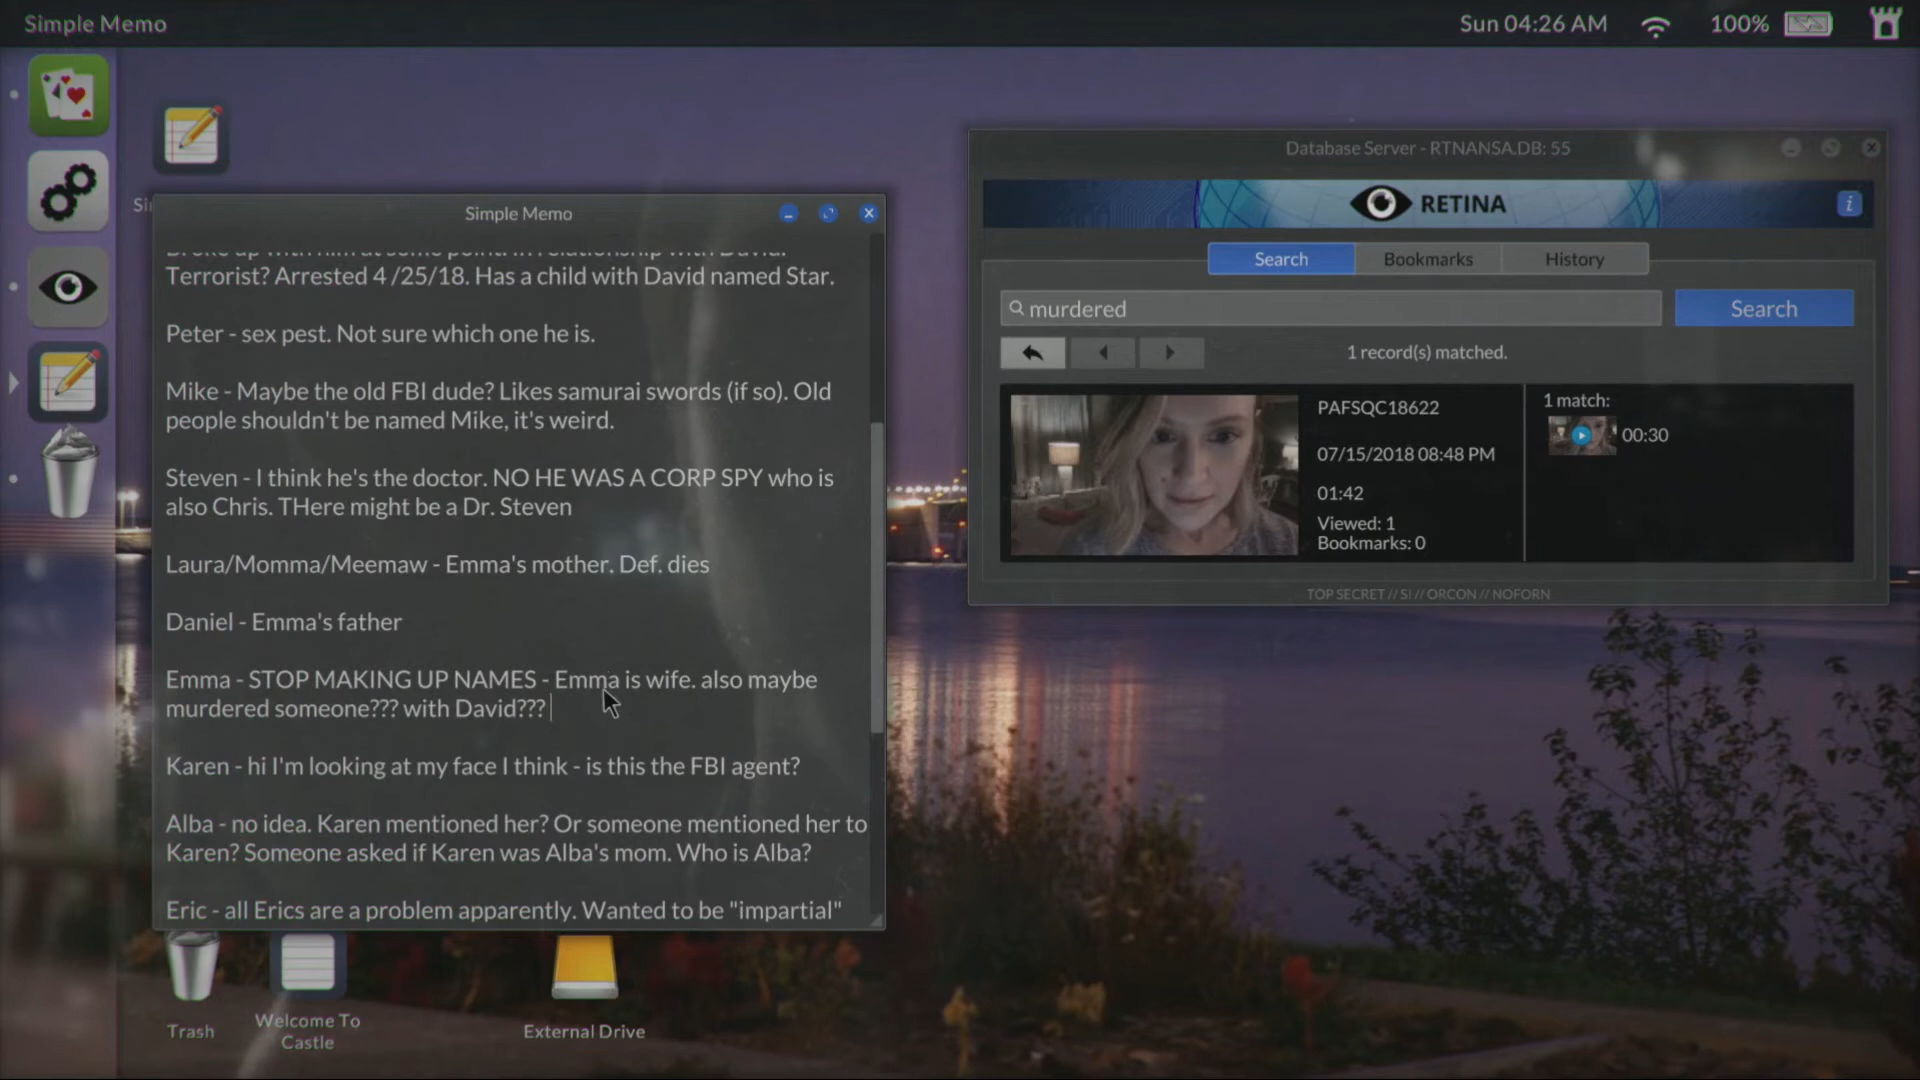 Simple Memo
Sun 04:26 AM
100%
Simple Memo
Terrorist? Arrested 4 /25/18. Has a child with David named Star.
Peter - sex pest. Not sure which one he is.
Mike - Maybe the old FBI dude? Likes samurai swords (if so). Old
people shouldn't be named Mike, it's weird.
Steven - I think he's the doctor. NO HE WAS A CORP SPY who is
also Chris. THere might be a Dr. Steven
Laura/Momma/Meemaw - Emma's mother. Def. dies
Daniel - Emma's father
Emma - STOP MAKING UP NAMES - Emma is wife. also maybe
murdered someone??? with David???
Karen - hi I'm looking at my face I think - is this the FBI agent?
Alba - no idea. Karen mentioned her? Or someone mentioned her to
Karen? Someone asked if Karen was Alba's mom. Who is Alba?
Eric - all Erics are a problem apparently. Wanted to be "impartial"
Database Server - RTNANSA.DB: 55
RETINA
i
Search
Bookmarks
History
murdered
Search
1 record(s) matched.
PAFSQC18622
07/15/2018 08:48 PM
01:42
Viewed: 1
Bookmarks: 0
1 match:
00:30
TOP SECRET // SI // ORCON // NOFORN
Trash
Welcome To
Castle
External Drive